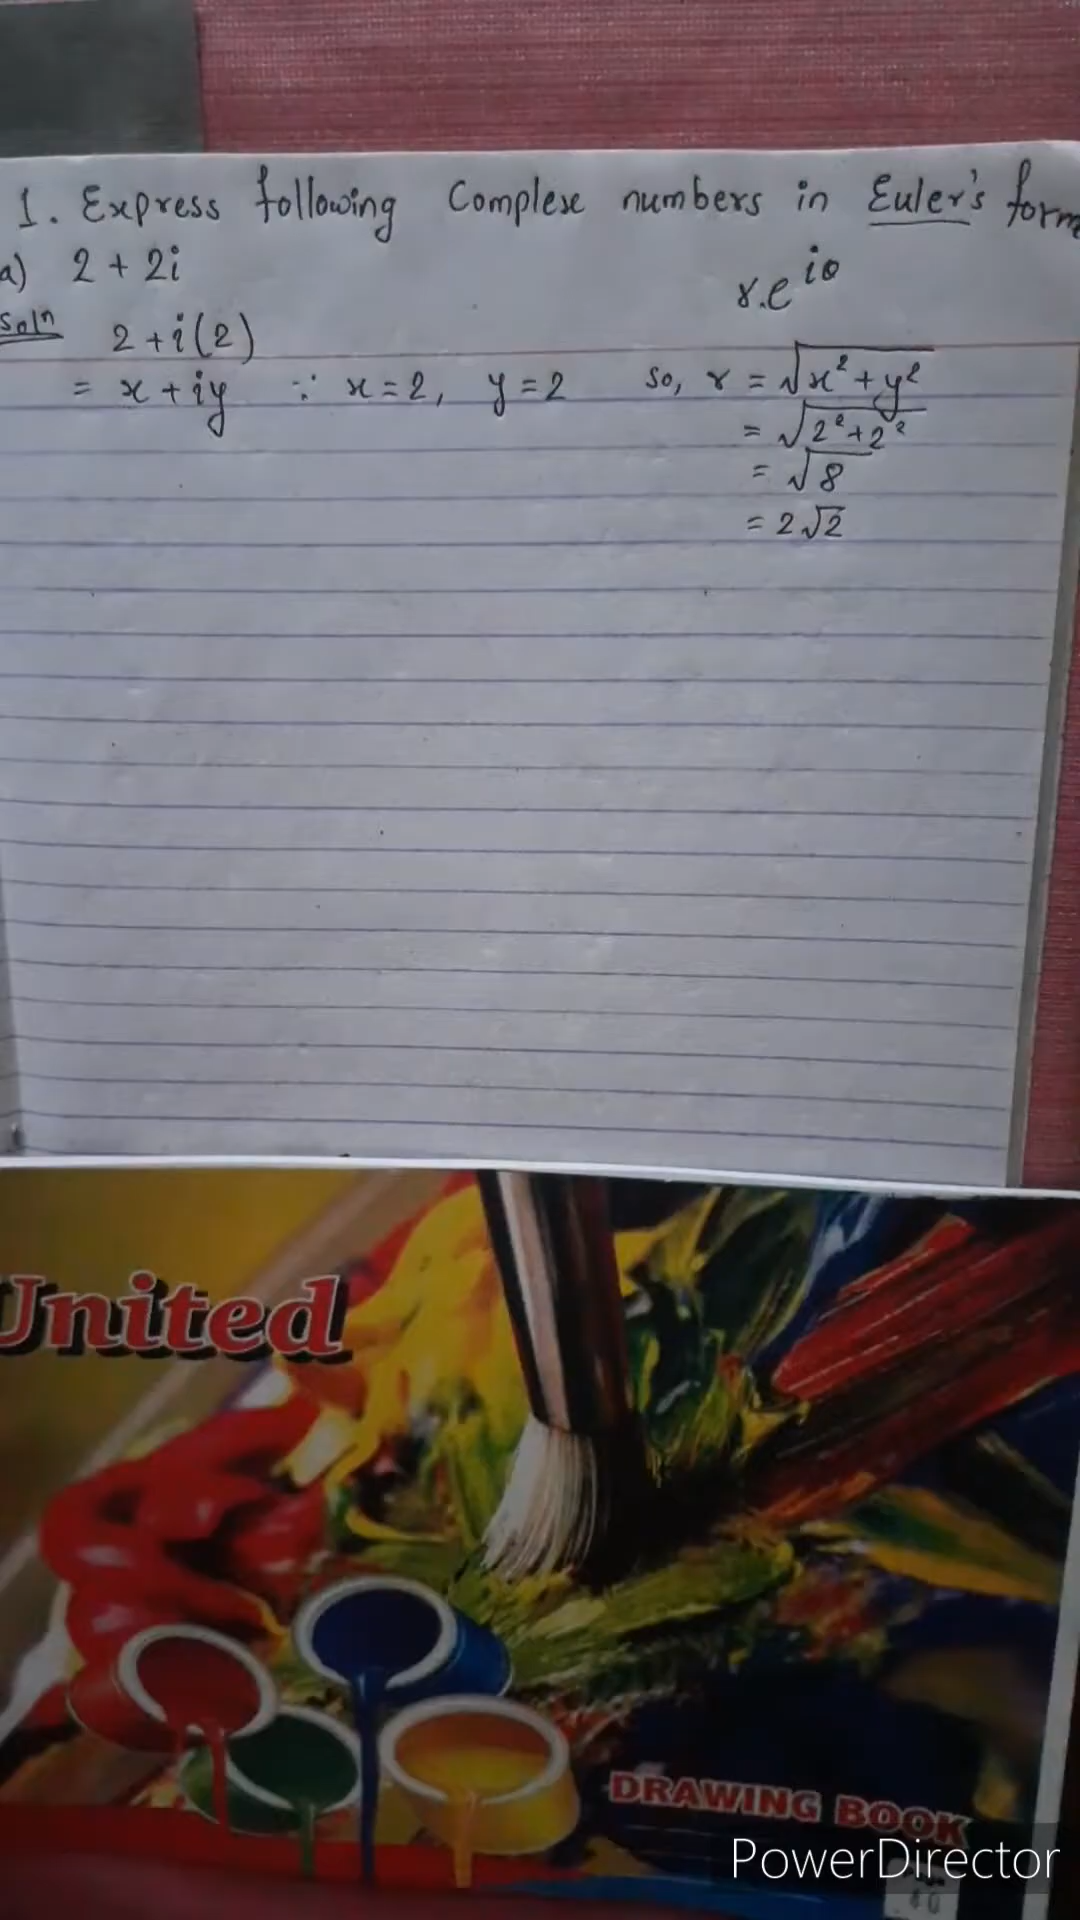 1. Express following Complex numbers in Euler's form
a) 2 + 2i
r.e^{iθ}
Soln 2 + i(2)
= x + iy ∵ x = 2, y = 2 so, r = √(x² + y²)
= √(2² + 2²)
= √8
= 2√2
United
DRAWING BOOK
PowerDirector
40